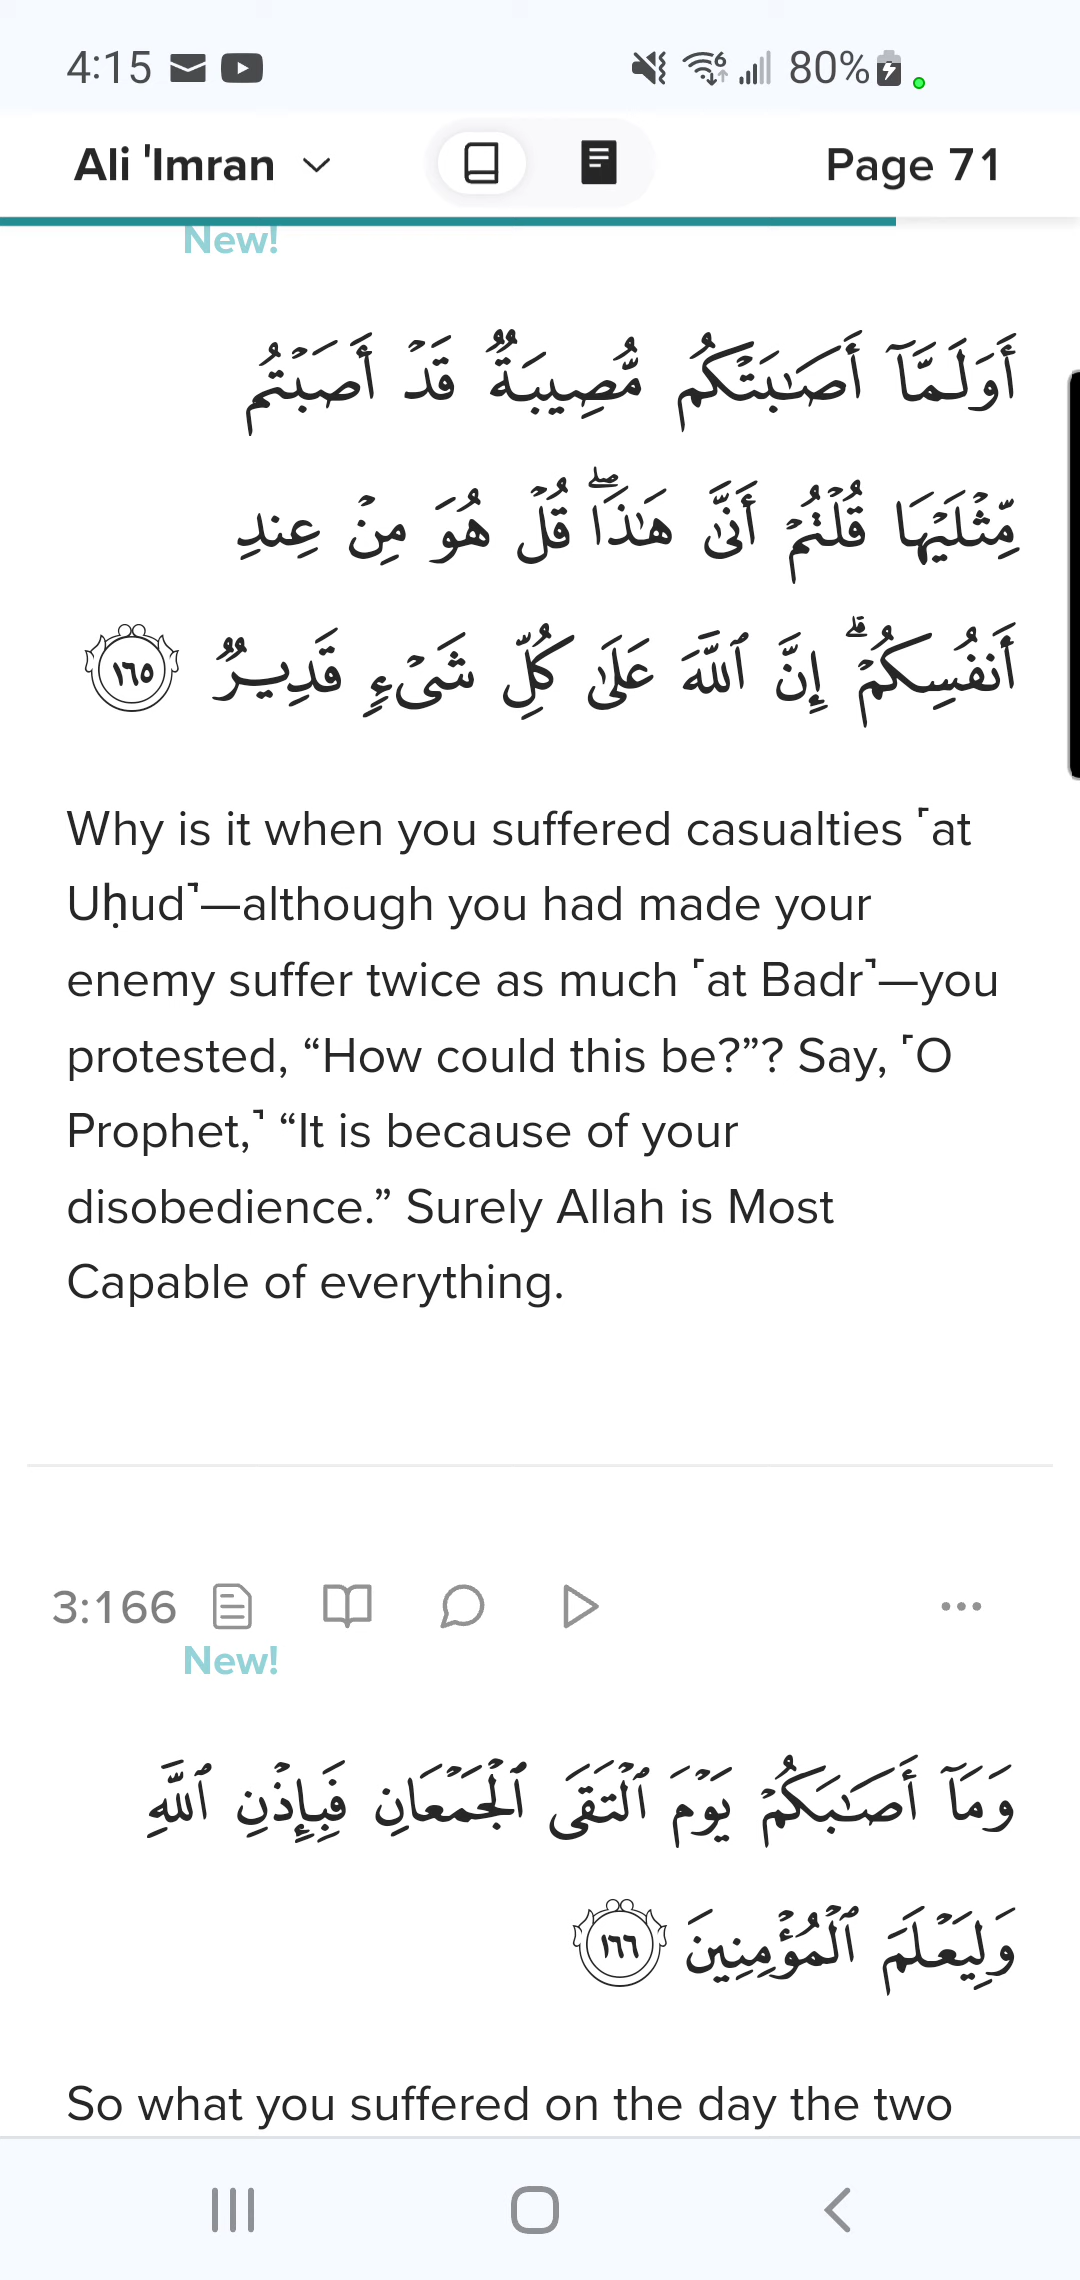 4:15 80%
Ali 'Imran Page 71
New!
أَوَلَمَّآ أَصَـٰبَتْكُم مُّصِيبَةٌۭ قَدْ أَصَبْتُم
مِّثْلَيْهَا قُلْتُمْ أَنَّىٰ هَـٰذَا ۖ قُلْ هُوَ مِنْ عِندِ
أَنفُسِكُمْ ۗ إِنَّ ٱللَّهَ عَلَىٰ كُلِّ شَىْءٍۢ قَدِيرٌۭ ١٦٥
Why is it when you suffered casualties ˹at
Uḥud˺—although you had made your
enemy suffer twice as much ˹at Badr˺—you
protested, “How could this be?”? Say, ˹O
Prophet,˺ “It is because of your
disobedience.” Surely Allah is Most
Capable of everything.
3:166
New!
وَمَآ أَصَـٰبَكُمْ يَوْمَ ٱلْتَقَى ٱلْجَمْعَانِ فَبِإِذْنِ ٱللَّهِ
وَلِيَعْلَمَ ٱلْمُؤْمِنِينَ ١٦٦
So what you suffered on the day the two